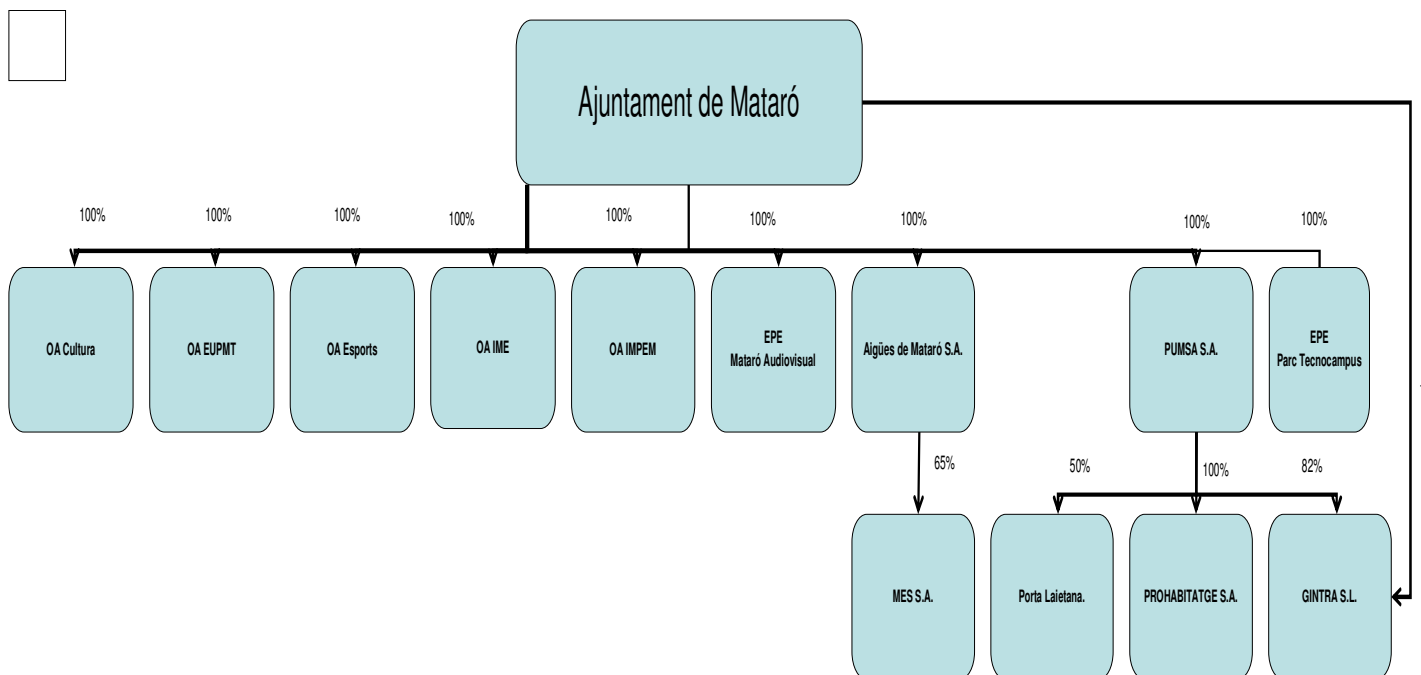 Ajuntament de Mataró
100%
100%
100%
100%
100%
100%
100%
100%
100%
OA Cultura
OA EUPMT
OA Esports
OA IME
OA IMPEM
EPE
Mataró Audiovisual
Aigües de Mataró S.A.
PUMSA S.A.
EPE
Parc Tecnocampus
65%
50%
100%
82%
MES S.A.
Porta Laietana.
PROHABITATGE S.A.
GINTRA S.L.